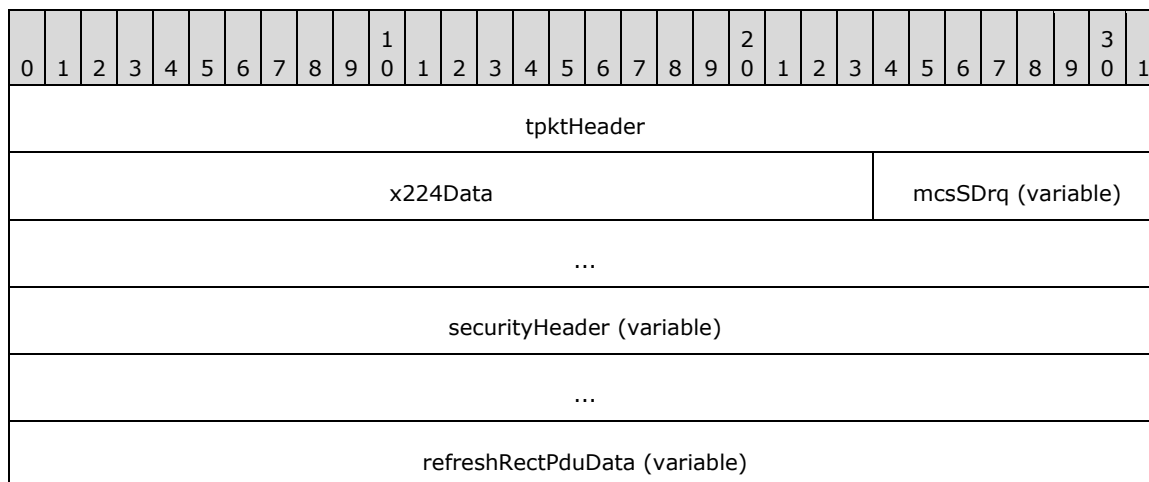 1 2 3
0 1 2 3 4 5 6 7 8 9 0 1 2 3 4 5 6 7 8 9 0 1 2 3 4 5 6 7 8 9 0 1
tpktHeader
x224Data mcsSDrq (variable)
...
securityHeader (variable)
...
refreshRectPduData (variable)